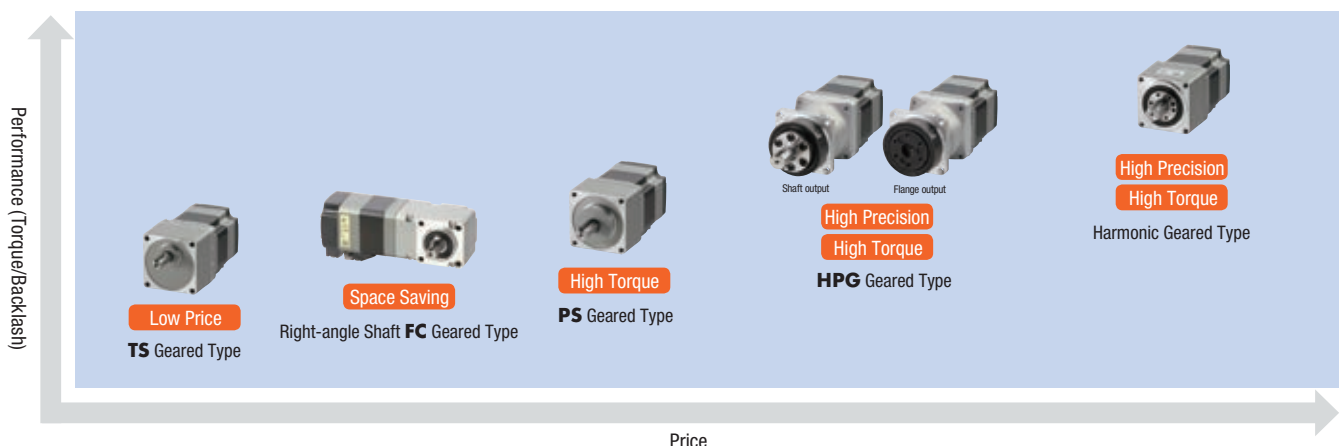 Performance (Torque/Backlash)
Low Price
TS Geared Type
Space Saving
Right-angle Shaft FC Geared Type
High Torque
PS Geared Type
Shaft output
Flange output
High Precision
High Torque
HPG Geared Type
High Precision
High Torque
Harmonic Geared Type
Price